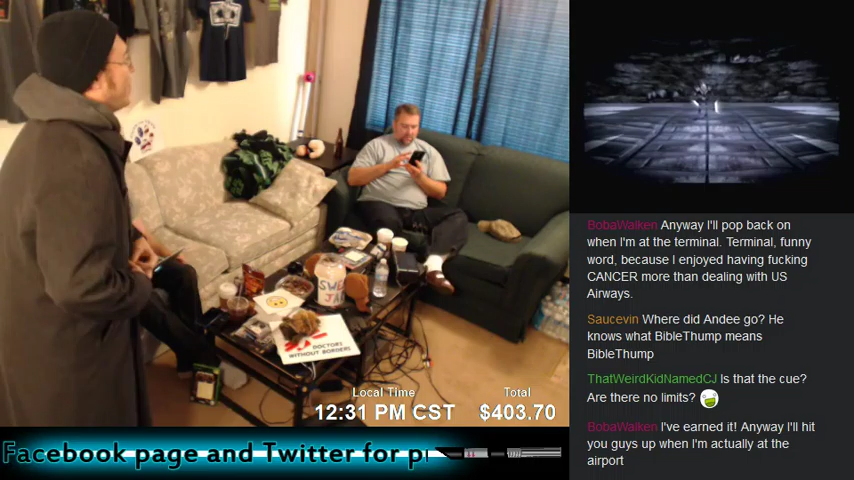 BobaWalken Anyway I'll pop back on
when I'm at the terminal. Terminal, funny
word, because I enjoyed having fucking
CANCER more than dealing with US
Airways.
Saucevin Where did Andee go? He
knows what BibleThump means
BibleThump
ThatWeirdKidNamedCJ Is that the cue?
Are there no limits?
BobaWalken I've earned it! Anyway I'll hit
you guys up when I'm actually at the
airport
SWEAR
JAR
DOCTORS
WITHOUT BORDERS
Local Time
12:31 PM CST
Total
$403.70
Facebook page and Twitter for